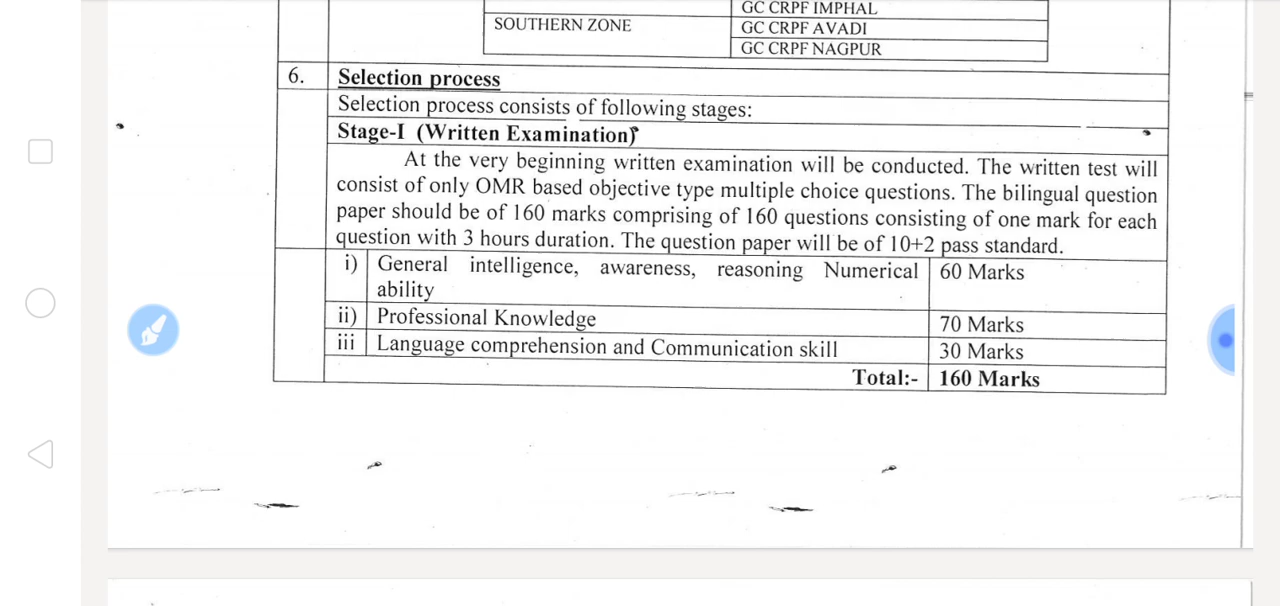 GC CRPF IMPHAL
SOUTHERN ZONE
GC CRPF AVADI
GC CRPF NAGPUR
6. Selection process
Selection process consists of following stages:
Stage-I (Written Examination)
At the very beginning written examination will be conducted. The written test will
consist of only OMR based objective type multiple choice questions. The bilingual question
paper should be of 160 marks comprising of 160 questions consisting of one mark for each
question with 3 hours duration. The question paper will be of 10+2 pass standard.
i) General intelligence, awareness, reasoning Numerical 60 Marks
ability
ii) Professional Knowledge 70 Marks
iii Language comprehension and Communication skill 30 Marks
Total:- 160 Marks